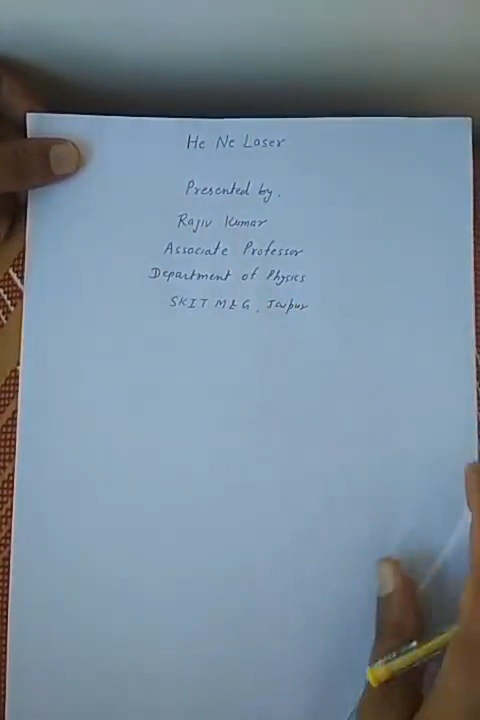 He Ne Laser
Presented by.
Rajiv Kumar
Associate Professor
Department of Physics
SKIT M&G, Jaipur